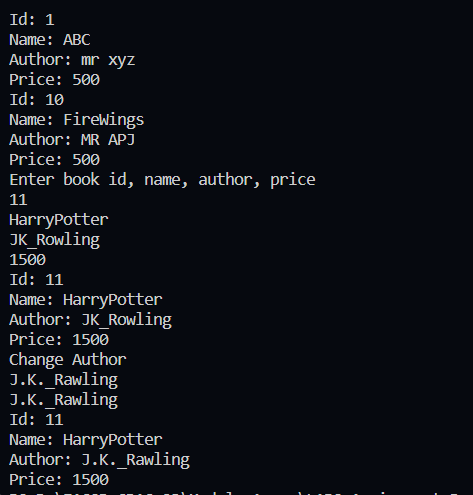 Id: 1
Name: ABC
Author: mr xyz
Price: 500
Id: 10
Name: FireWings
Author: MR APJ
Price: 500
Enter book id, name, author, price
11
HarryPotter
JK_Rowling
1500
Id: 11
Name: HarryPotter
Author: JK_Rowling
Price: 1500
Change Author
J.K._Rawling
J.K._Rawling
Id: 11
Name: HarryPotter
Author: J.K._Rawling
Price: 1500